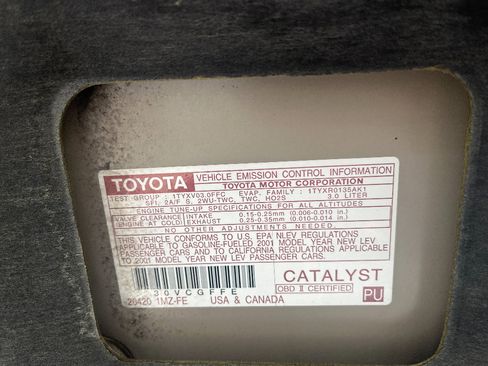 TOYOTA VEHICLE EMISSION CONTROL INFORMATION
TOYOTA MOTOR CORPORATION
TEST GROUP : 1TYXV03.0FFC EVAP. FAMILY : 1TYXR0135AK1
SFI, 2A/F S, 2WU-TWC, TWC, HO2S 3.0 LITER
ENGINE TUNE-UP SPECIFICATIONS FOR ALL ALTITUDES
VALVE CLEARANCE INTAKE 0.15-0.25mm (0.006-0.010 in.)
(ENGINE AT COLD) EXHAUST 0.25-0.35mm (0.010-0.014 in.)
THIS VEHICLE CONFORMS TO U.S. EPA NLEV REGULATIONS
APPLICABLE TO GASOLINE-FUELED 2001 MODEL YEAR NEW LEV
PASSENGER CARS AND TO CALIFORNIA REGULATIONS APPLICABLE
TO 2001 MODEL YEAR NEW LEV PASSENGER CARS.
30VCGFFE
CATALYST
OBD II CERTIFIED
PU
20420 1MZ-FE USA & CANADA